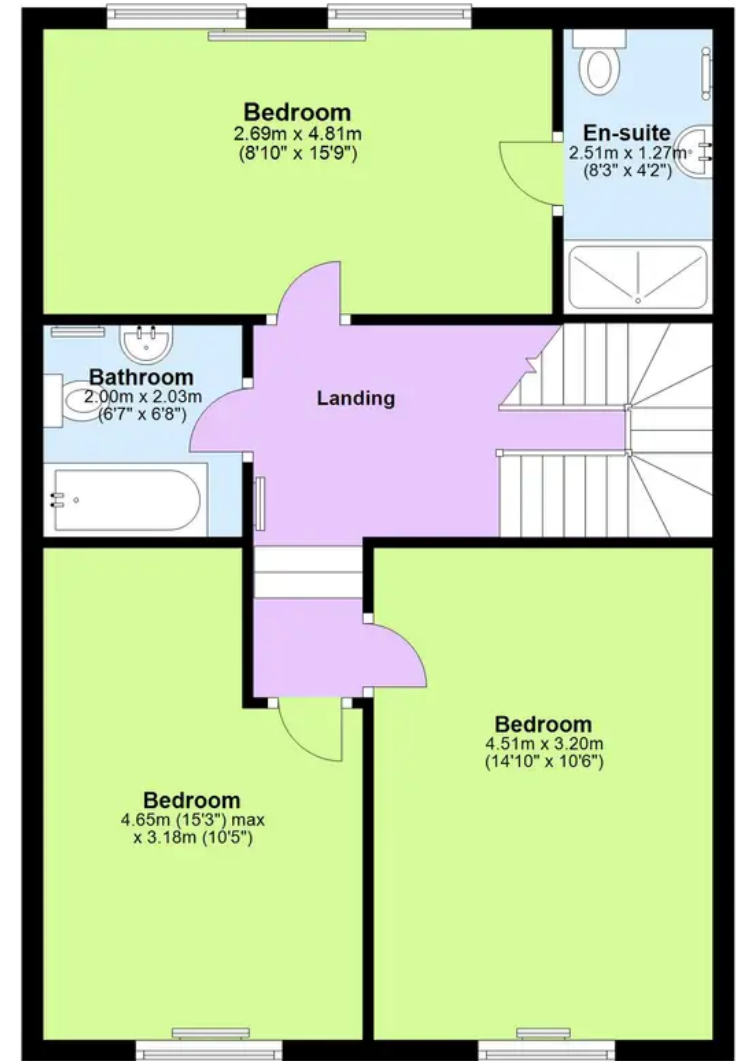 Bedroom
2.69m x 4.81m
(8'10" x 15'9")
En-suite
2.51m x 1.27m
(8'3" x 4'2")
Bathroom
2.00m x 2.03m
(6'7" x 6'8")
Landing
Bedroom
4.51m x 3.20m
(14'10" x 10'6")
Bedroom
4.65m (15'3") max
x 3.18m (10'5")